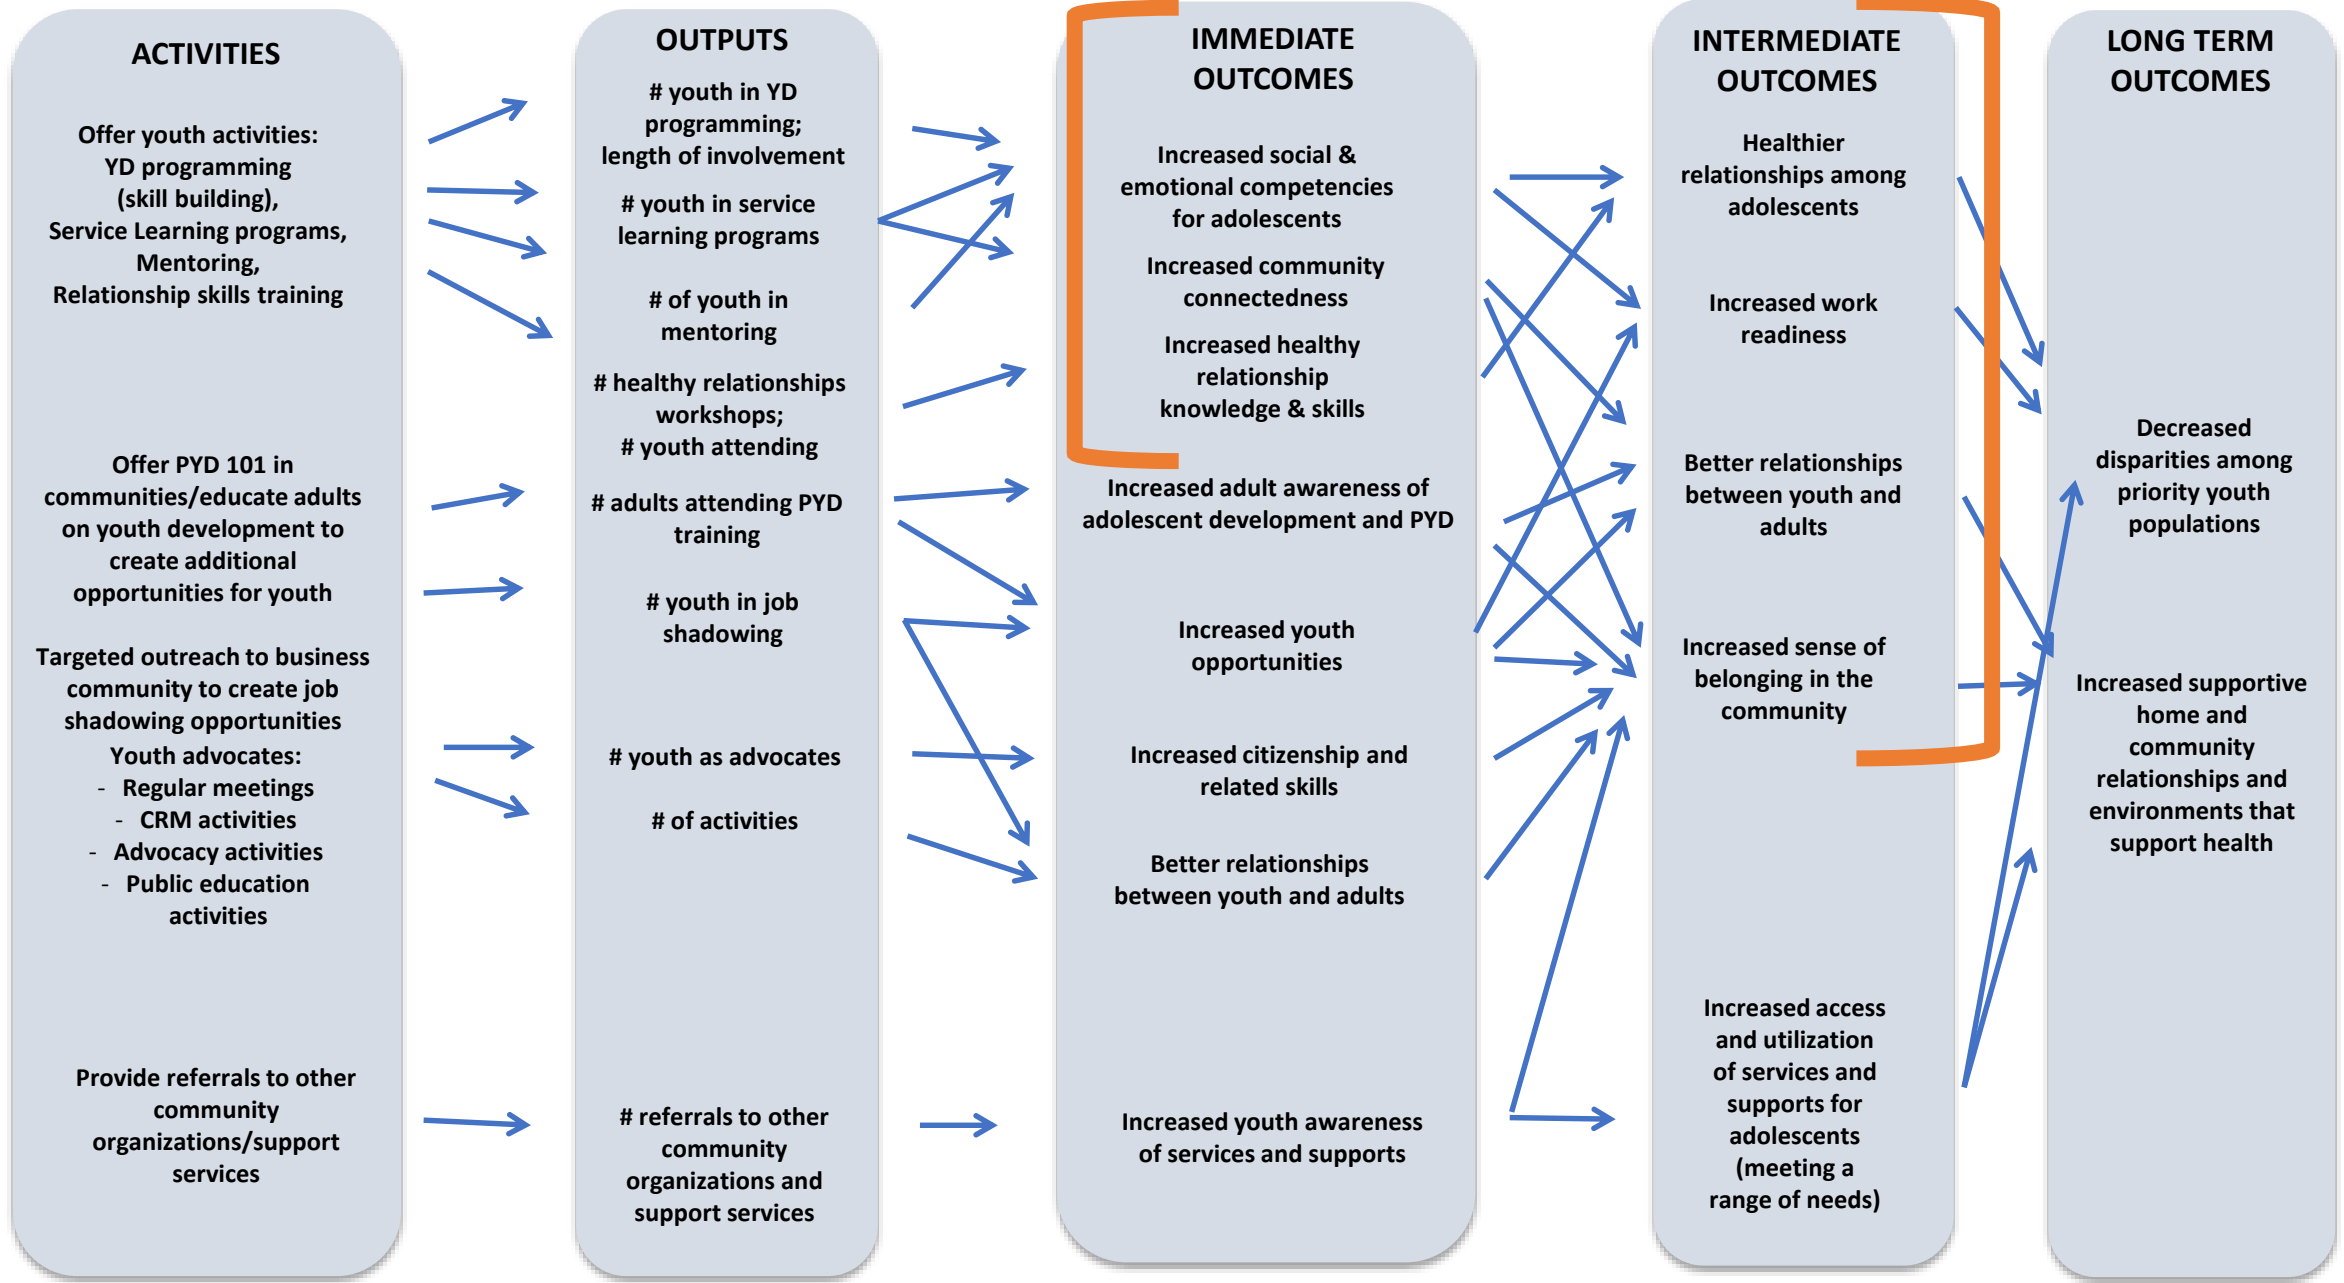 ACTIVITIES
Offer youth activities:
YD programming
(skill building),
Service Learning programs,
Mentoring,
Relationship skills training
Offer PYD 101 in
communities/educate adults
on youth development to
create additional
opportunities for youth
Targeted outreach to business
community to create job
shadowing opportunities
Youth advocates:
- Regular meetings
- CRM activities
- Advocacy activities
- Public education
activities
Provide referrals to other
community
organizations/support
services
OUTPUTS
# youth in YD
programming;
length of involvement
# youth in service
learning programs
# of youth in
mentoring
# healthy relationships
workshops;
# youth attending
# adults attending PYD
training
# youth in job
shadowing
# youth as advocates
# of activities
# referrals to other
community
organizations and
support services
IMMEDIATE
OUTCOMES
Increased social &
emotional competencies
for adolescents
Increased community
connectedness
Increased healthy
relationship
knowledge & skills
Increased adult awareness of
adolescent development and PYD
Increased youth
opportunities
Increased citizenship and
related skills
Better relationships
between youth and adults
Increased youth awareness
of services and supports
INTERMEDIATE
OUTCOMES
Healthier
relationships among
adolescents
Increased work
readiness
Better relationships
between youth and
adults
Increased sense of
belonging in the
community
Increased access
and utilization
of services and
supports for
adolescents
(meeting a
range of needs)
LONG TERM
OUTCOMES
Decreased
disparities among
priority youth
populations
Increased supportive
home and
community
relationships and
environments that
support health